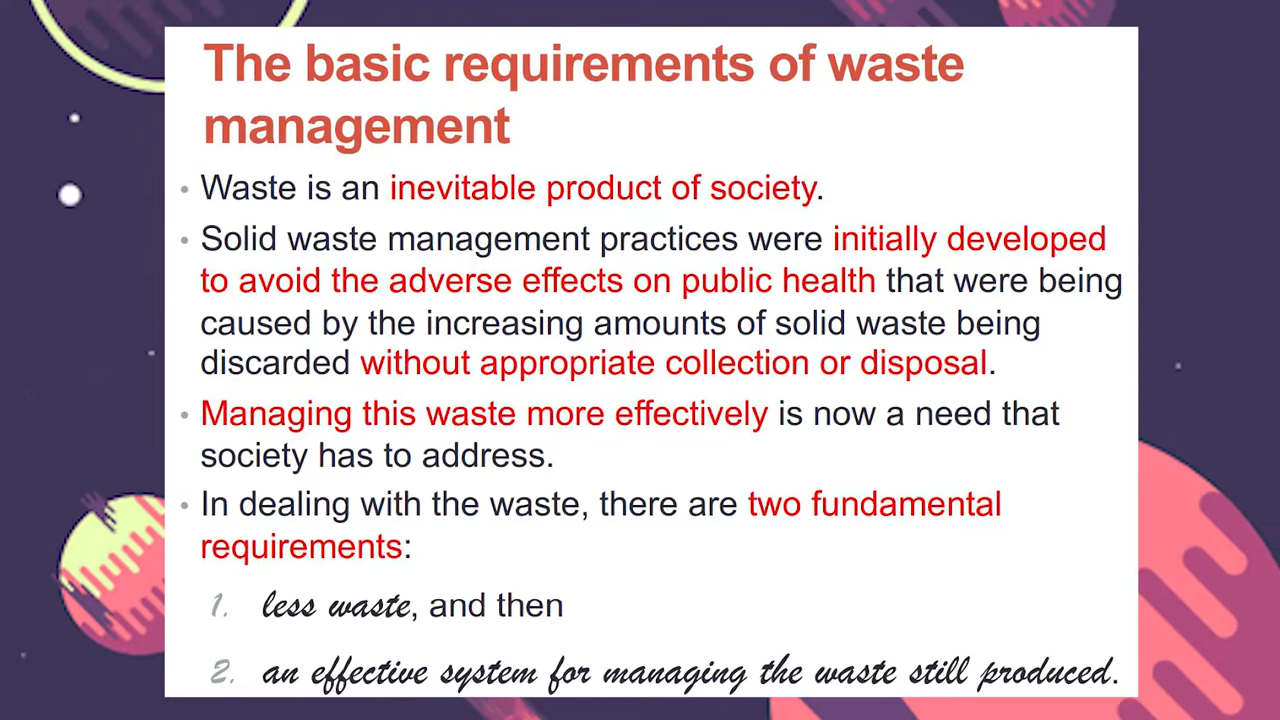 The basic requirements of waste
management
• Waste is an inevitable product of society.
• Solid waste management practices were initially developed
to avoid the adverse effects on public health that were being
caused by the increasing amounts of solid waste being
discarded without appropriate collection or disposal.
• Managing this waste more effectively is now a need that
society has to address.
• In dealing with the waste, there are two fundamental
requirements:
1. less waste, and then
2. an effective system for managing the waste still produced.